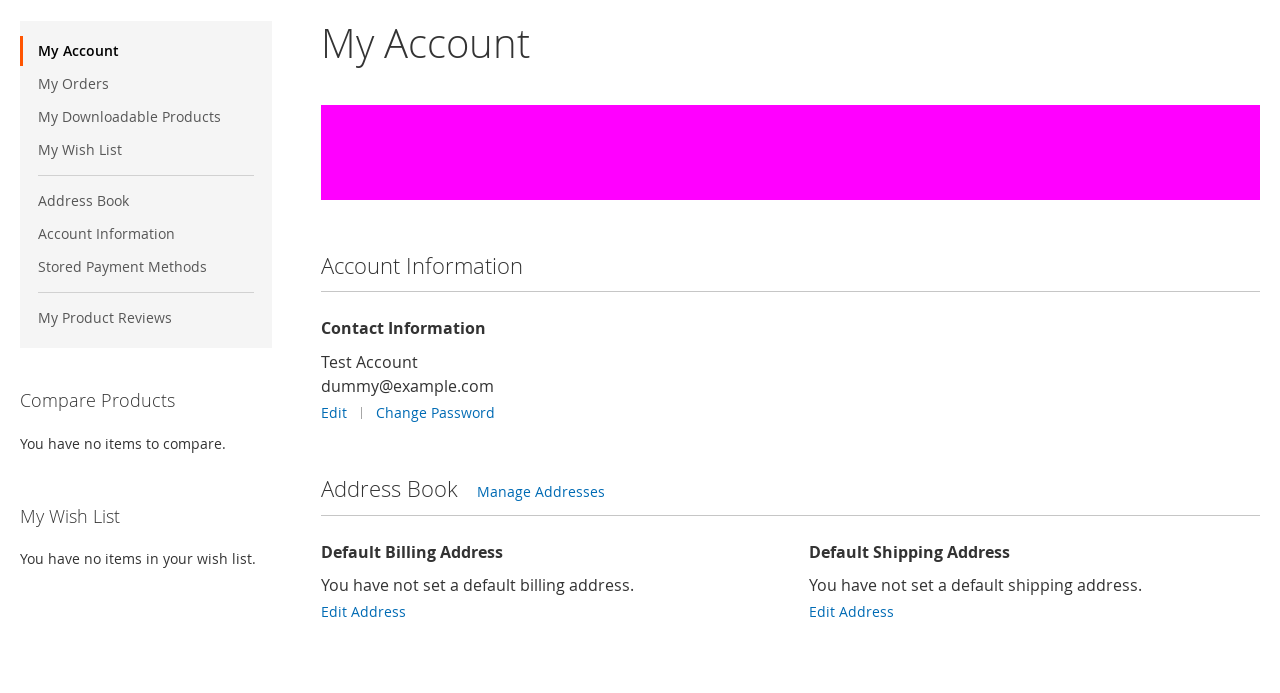 My Account
My Orders
My Downloadable Products
My Wish List
Address Book
Account Information
Stored Payment Methods
My Product Reviews
Compare Products
You have no items to compare.
My Wish List
You have no items in your wish list.
My Account
Account Information
Contact Information
Test Account
dummy@example.com
Edit | Change Password
Address Book Manage Addresses
Default Billing Address
You have not set a default billing address.
Edit Address
Default Shipping Address
You have not set a default shipping address.
Edit Address